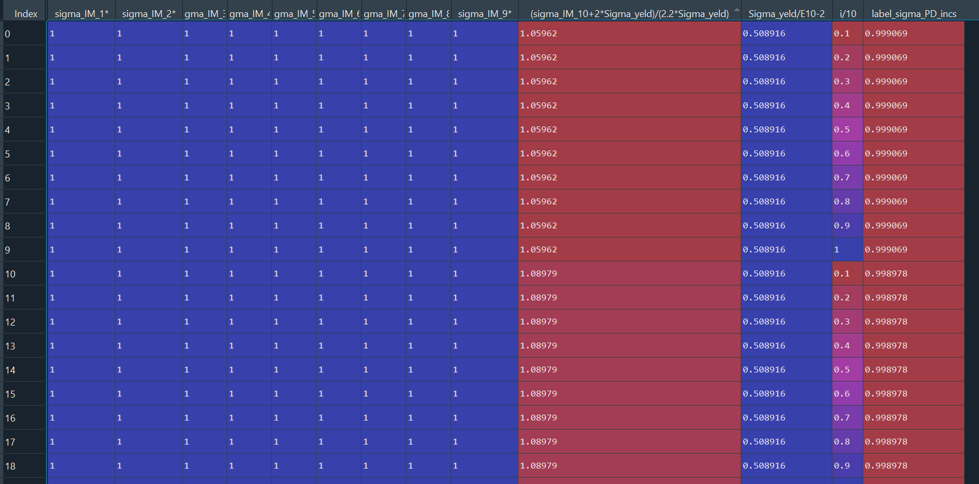 Index sigma_IM_1* sigma_IM_2* gma_IM_3 gma_IM_4 gma_IM_5 gma_IM_6 gma_IM_7 gma_IM_8 sigma_IM_9* (sigma_IM_10+2*Sigma_yeld)/(2.2*Sigma_yeld) Sigma_yeld/E10-2 i/10 label_sigma_PD_incs
0 1 1 1 1 1 1 1 1 1 1.05962 0.508916 0.1 0.999069
1 1 1 1 1 1 1 1 1 1 1.05962 0.508916 0.2 0.999069
2 1 1 1 1 1 1 1 1 1 1.05962 0.508916 0.3 0.999069
3 1 1 1 1 1 1 1 1 1 1.05962 0.508916 0.4 0.999069
4 1 1 1 1 1 1 1 1 1 1.05962 0.508916 0.5 0.999069
5 1 1 1 1 1 1 1 1 1 1.05962 0.508916 0.6 0.999069
6 1 1 1 1 1 1 1 1 1 1.05962 0.508916 0.7 0.999069
7 1 1 1 1 1 1 1 1 1 1.05962 0.508916 0.8 0.999069
8 1 1 1 1 1 1 1 1 1 1.05962 0.508916 0.9 0.999069
9 1 1 1 1 1 1 1 1 1 1.05962 0.508916 1 0.999069
10 1 1 1 1 1 1 1 1 1 1.08979 0.508916 0.1 0.998978
11 1 1 1 1 1 1 1 1 1 1.08979 0.508916 0.2 0.998978
12 1 1 1 1 1 1 1 1 1 1.08979 0.508916 0.3 0.998978
13 1 1 1 1 1 1 1 1 1 1.08979 0.508916 0.4 0.998978
14 1 1 1 1 1 1 1 1 1 1.08979 0.508916 0.5 0.998978
15 1 1 1 1 1 1 1 1 1 1.08979 0.508916 0.6 0.998978
16 1 1 1 1 1 1 1 1 1 1.08979 0.508916 0.7 0.998978
17 1 1 1 1 1 1 1 1 1 1.08979 0.508916 0.8 0.998978
18 1 1 1 1 1 1 1 1 1 1.08979 0.508916 0.9 0.998978